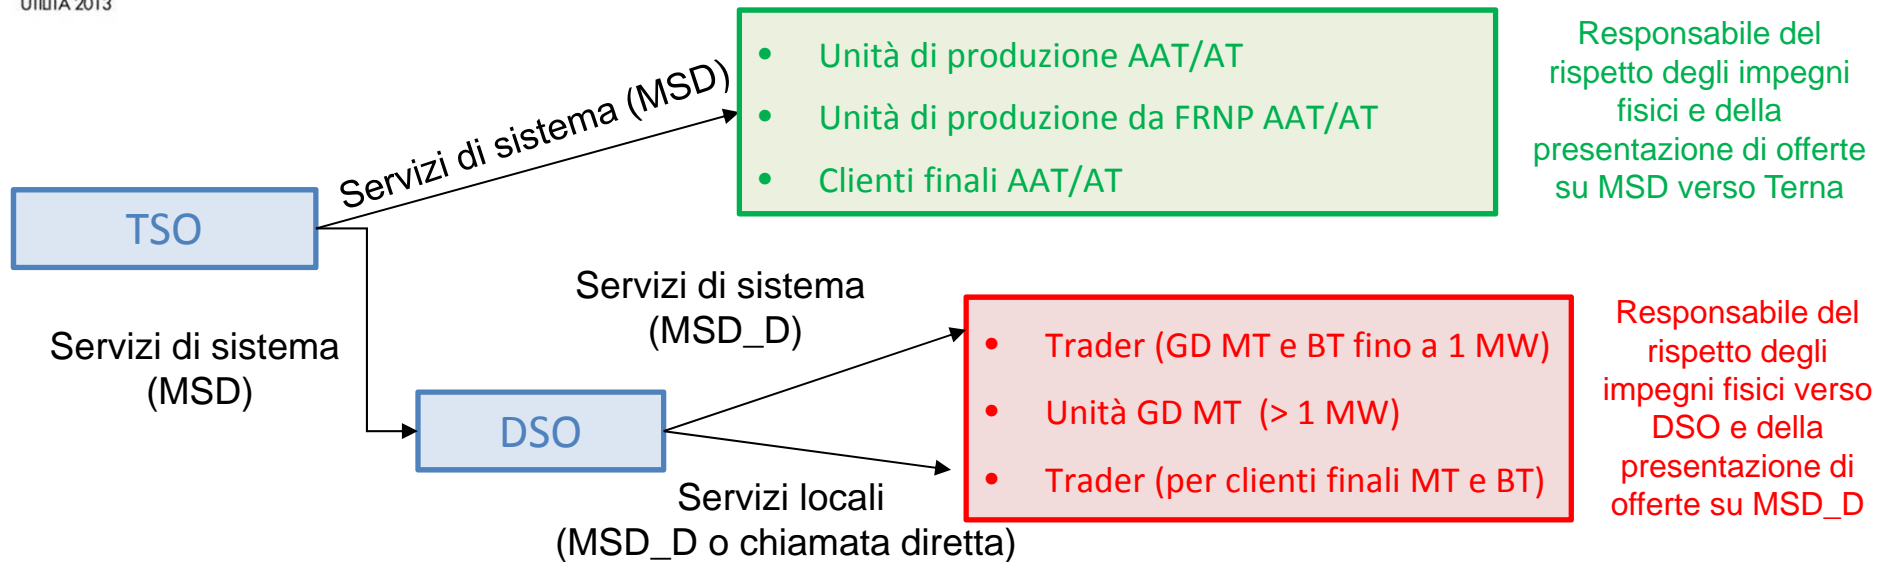 UTILITA 2013
Servizi di sistema (MSD)
• Unità di produzione AAT/AT
• Unità di produzione da FRNP AAT/AT
• Clienti finali AAT/AT
Responsabile del
rispetto degli impegni
fisici e della
presentazione di offerte
su MSD verso Terna
TSO
Servizi di sistema
(MSD)
Servizi di sistema
(MSD_D)
DSO
Servizi locali
(MSD_D o chiamata diretta)
• Trader (GD MT e BT fino a 1 MW)
• Unità GD MT (> 1 MW)
• Trader (per clienti finali MT e BT)
Responsabile del
rispetto degli
impegni fisici verso
DSO e della
presentazione di
offerte su MSD_D